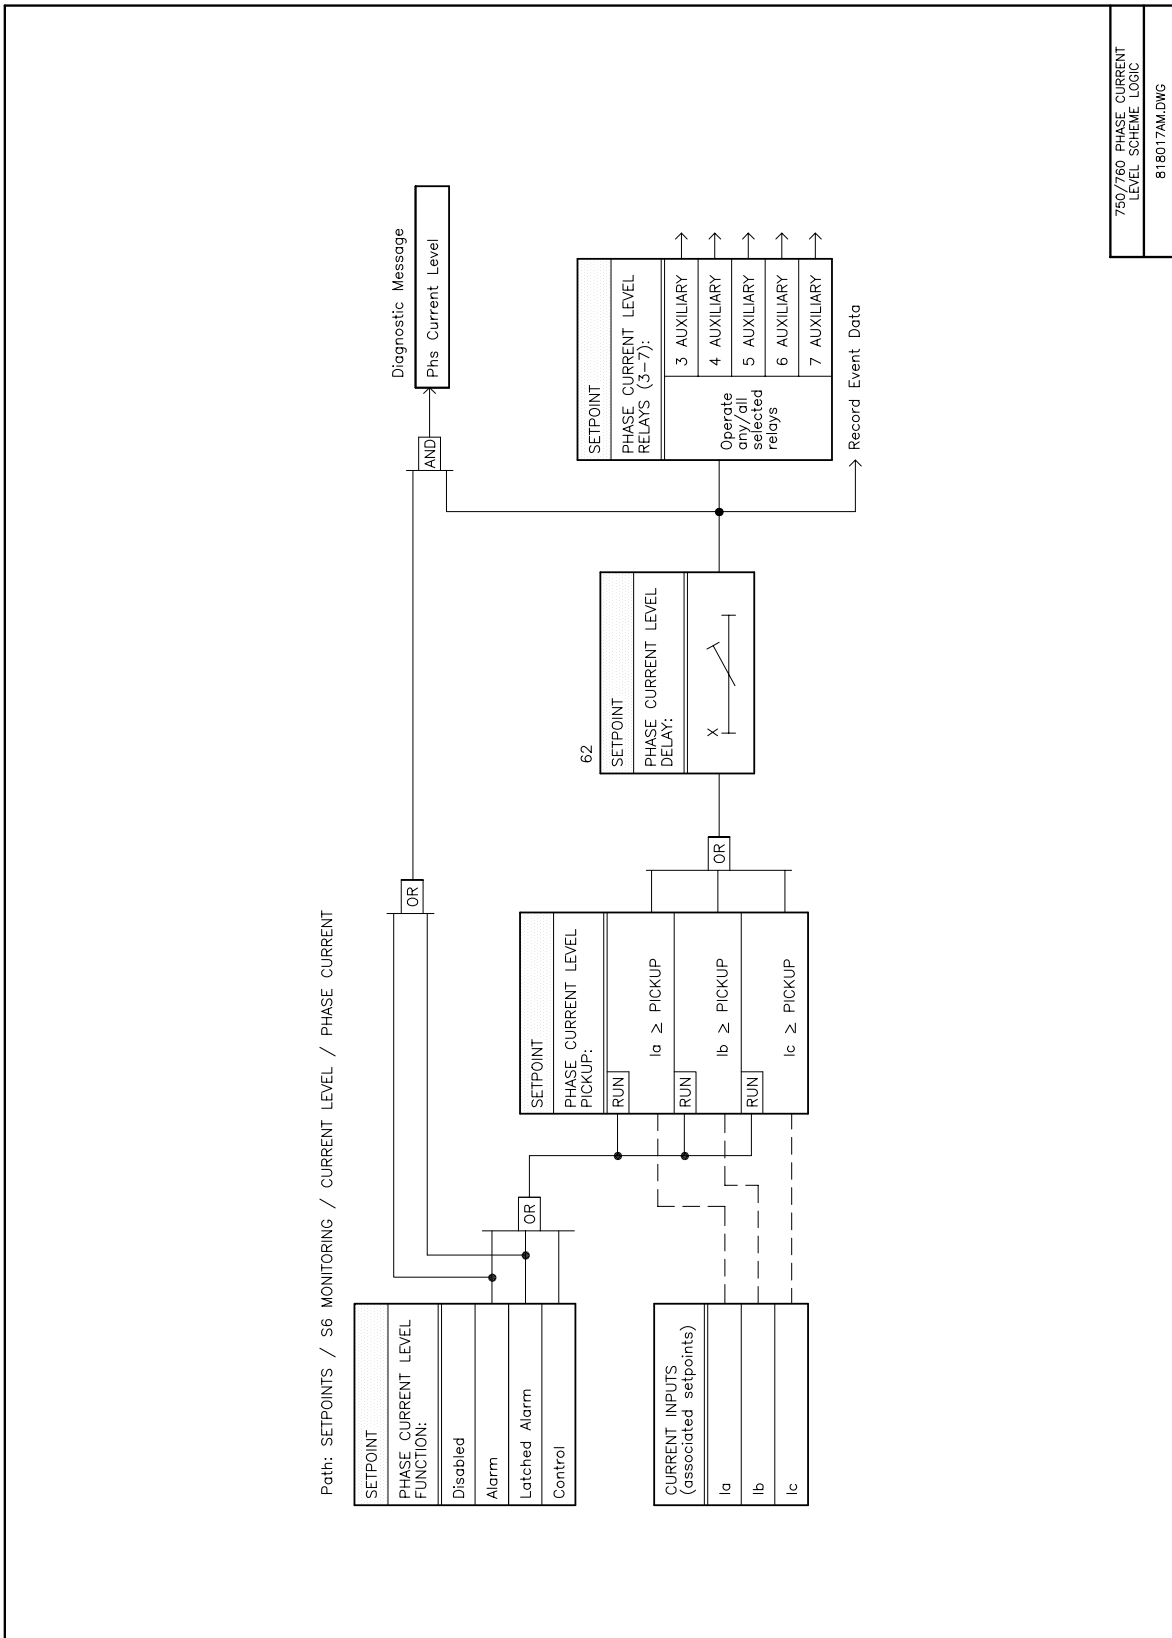 Path: SETPOINTS / S6 MONITORING / CURRENT LEVEL / PHASE CURRENT
SETPOINT
PHASE CURRENT LEVEL
FUNCTION:
Disabled
Alarm
Latched Alarm
Control
OR
CURRENT INPUTS
(associated setpoints)
Ia
Ib
Ic
OR
SETPOINT
PHASE CURRENT LEVEL
PICKUP:
RUN
Ia ≥ PICKUP
RUN
Ib ≥ PICKUP
RUN
Ic ≥ PICKUP
OR
62
SETPOINT
PHASE CURRENT LEVEL
DELAY:
X
AND
Diagnostic Message
Phs Current Level
SETPOINT
PHASE CURRENT LEVEL
RELAYS (3-7):
Operate
any/all
selected
relays
3 AUXILIARY
4 AUXILIARY
5 AUXILIARY
6 AUXILIARY
7 AUXILIARY
Record Event Data
750/760 PHASE CURRENT
LEVEL SCHEME LOGIC
818017AM.DWG